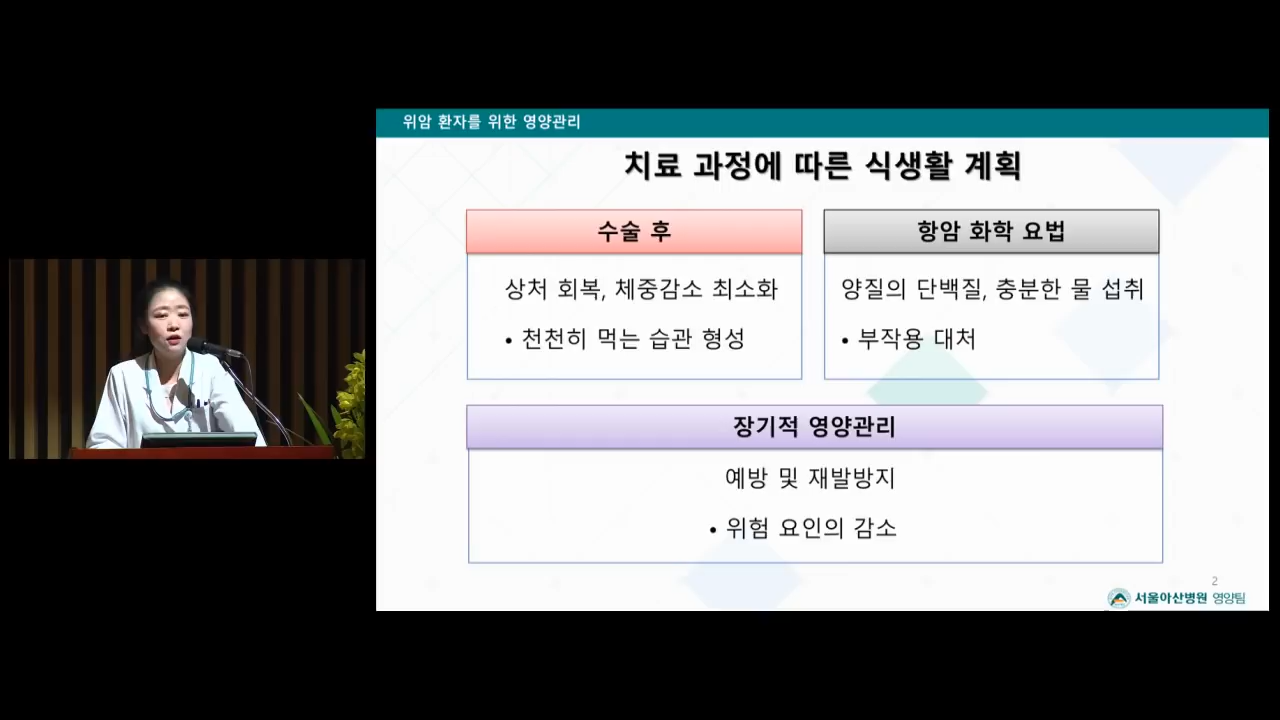 위암 환자를 위한 영양관리
치료 과정에 따른 식생활 계획
수술 후
상처 회복, 체중감소 최소화
• 천천히 먹는 습관 형성
항암 화학 요법
양질의 단백질, 충분한 물 섭취
• 부작용 대처
장기적 영양관리
예방 및 재발방지
• 위험 요인의 감소
2
서울아산병원 영양팀